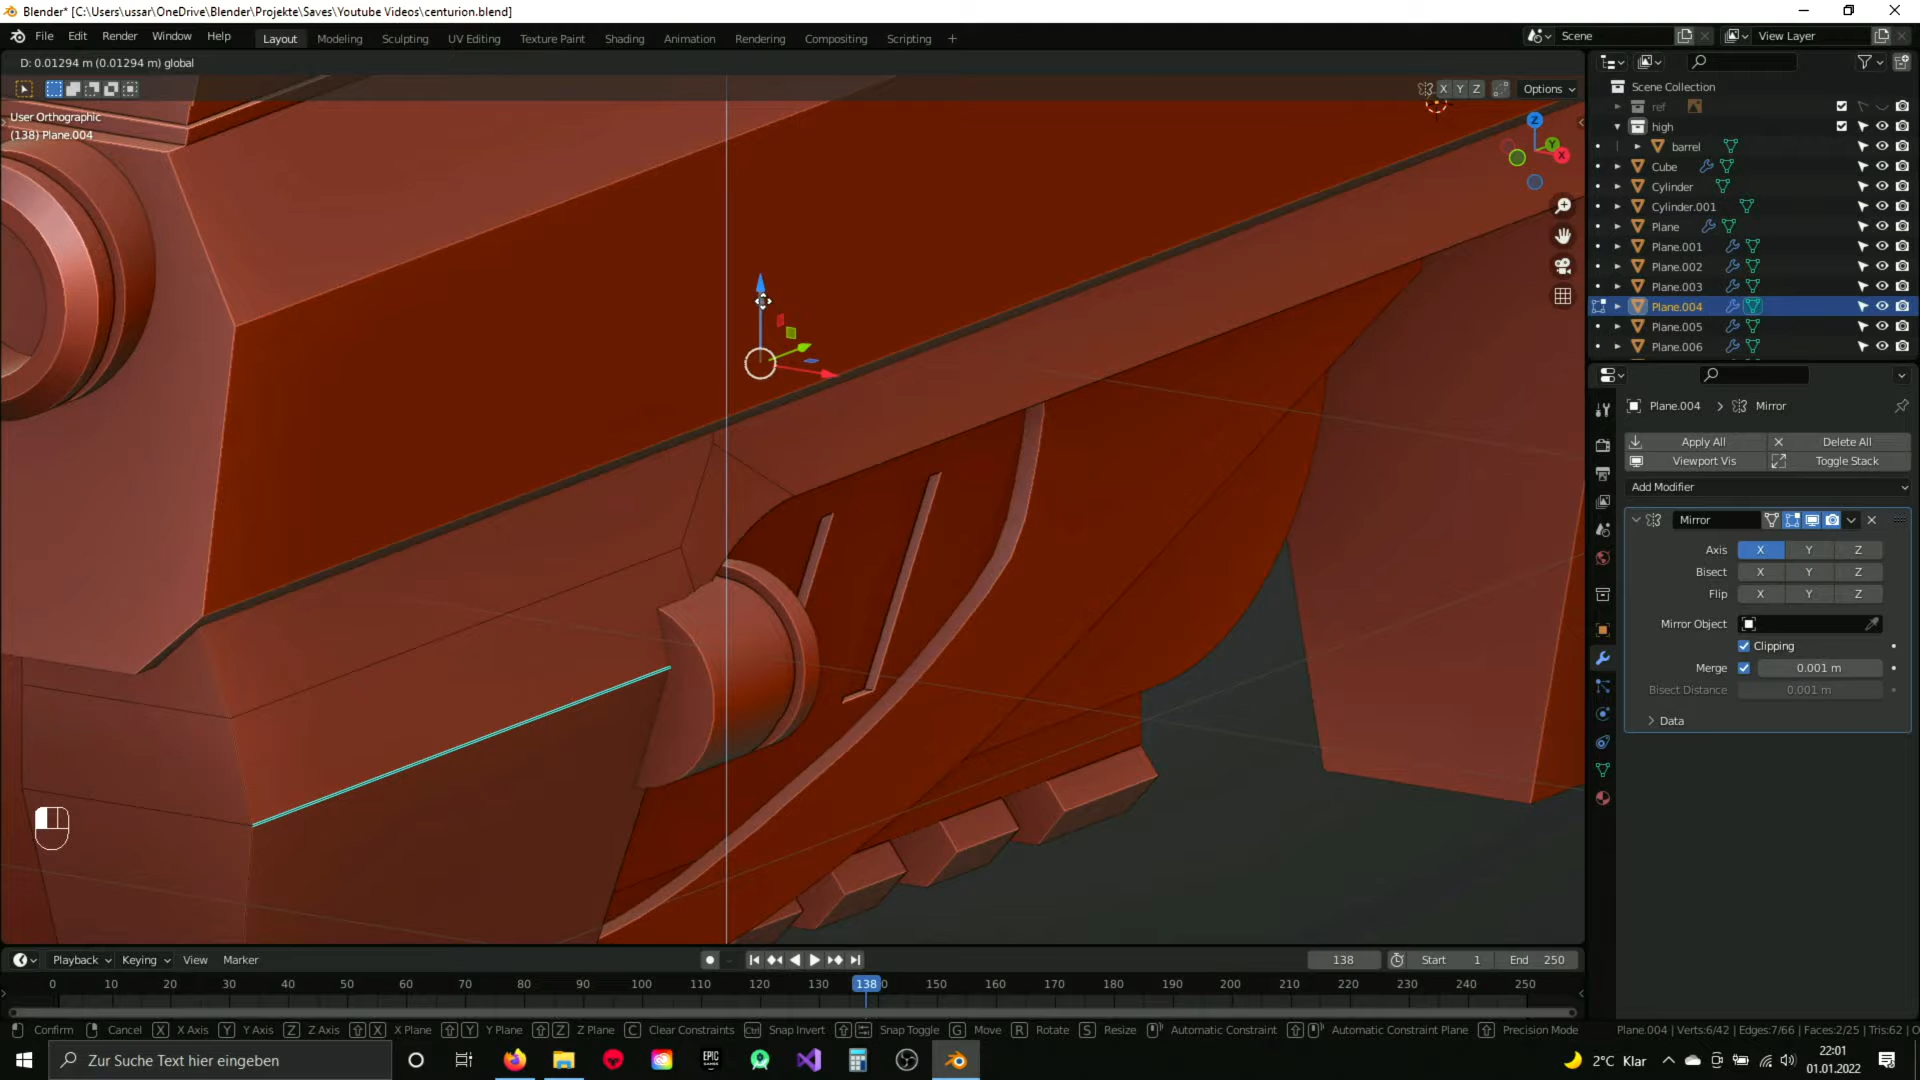 Blender* [C:\Users\ussar\OneDrive\Blender\Projekte\Saves\Youtube Videos\centurion.blend]
File Edit Render Window Help Layout Modeling Sculpting UV Editing Texture Paint Shading Animation Rendering Compositing Scripting + Scene View Layer
D: 0.01294 m (0.01294 m) global
X Y Z Options
User Orthographic
(138) Plane.004
Z
Y
X
Scene Collection
ref
high
barrel
Cube
Cylinder
Cylinder.001
Plane
Plane.001
Plane.002
Plane.003
Plane.004
Plane.005
Plane.006
Plane.004 > Mirror
Apply All Delete All
Viewport Vis Toggle Stack
Add Modifier
Mirror
Axis X Y Z
Bisect X Y Z
Flip X Y Z
Mirror Object
Clipping
Merge 0.001 m
Bisect Distance 0.001 m
Data
Playback Keying View Marker 138 Start 1 End 250
0 10 20 30 40 50 60 70 80 90 100 110 120 130 138 0 150 160 170 180 190 200 210 220 230 240 250
Confirm Cancel X X Axis Y Y Axis Z Z Axis X X Plane Y Y Plane Z Z Plane C Clear Constraints Ctrl Snap Invert Snap Toggle G Move R Rotate S Resize Automatic Constraint Automatic Constraint Plane Precision Mode Plane.004 | Verts:6/42 | Edges:7/66 | Faces:2/25 | Tris:62
Zur Suche Text hier eingeben
EPIC
2°C Klar
22:01
01.01.2022